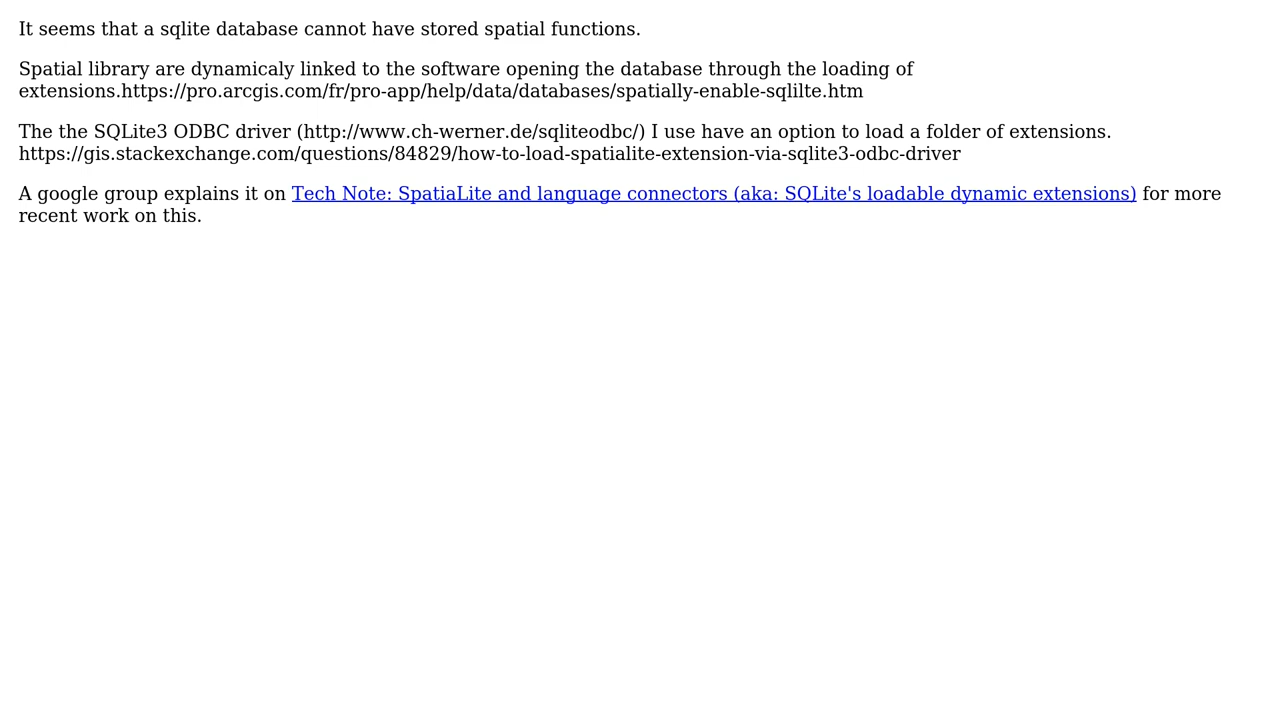 It seems that a sqlite database cannot have stored spatial functions.
Spatial library are dynamicaly linked to the software opening the database through the loading of
extensions.https://pro.arcgis.com/fr/pro-app/help/data/databases/spatially-enable-sqlilte.htm
The the SQLite3 ODBC driver (http://www.ch-werner.de/sqliteodbc/) I use have an option to load a folder of extensions.
https://gis.stackexchange.com/questions/84829/how-to-load-spatialite-extension-via-sqlite3-odbc-driver
A google group explains it on Tech Note: SpatiaLite and language connectors (aka: SQLite's loadable dynamic extensions) for more
recent work on this.